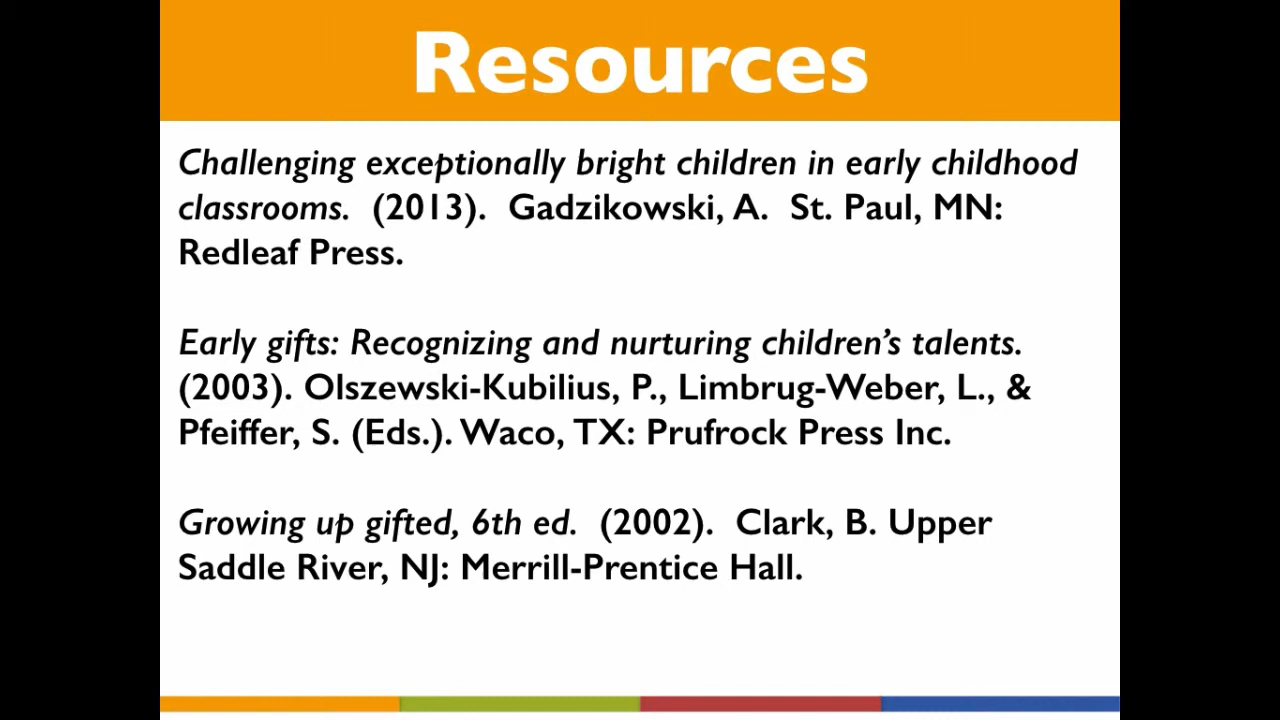 Resources
Challenging exceptionally bright children in early childhood
classrooms. (2013). Gadzikowski, A. St. Paul, MN:
Redleaf Press.
Early gifts: Recognizing and nurturing children’s talents.
(2003). Olszewski-Kubilius, P., Limbrug-Weber, L., &
Pfeiffer, S. (Eds.). Waco, TX: Prufrock Press Inc.
Growing up gifted, 6th ed. (2002). Clark, B. Upper
Saddle River, NJ: Merrill-Prentice Hall.